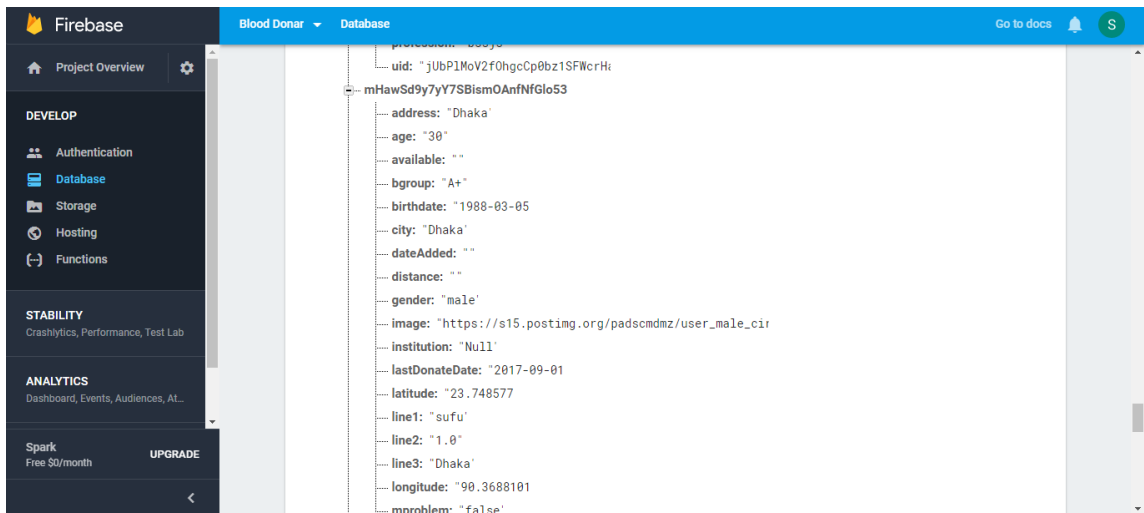 Firebase
Blood Donar Database Go to docs S
Project Overview
DEVELOP
Authentication
Database
Storage
Hosting
Functions
STABILITY
Crashlytics, Performance, Test Lab
ANALYTICS
Dashboard, Events, Audiences, At...
Spark
Free $0/month
UPGRADE
uid: "jUbPlMoV2fOhgcCp0bz1SFWcrHa
mHawSd9y7yY7SBismOAnfNfGlo53
address: "Dhaka'
age: "30"
available: ""
bgroup: "A+"
birthdate: "1988-03-05
city: "Dhaka'
dateAdded: ""
distance: ""
gender: "male'
image: "https://s15.postimg.org/padscmdmz/user_male_cir
institution: "Null'
lastDonateDate: "2017-09-01
latitude: "23.748577
line1: "sufu'
line2: "1.0"
line3: "Dhaka'
longitude: "90.3688101
mproblem: "false'